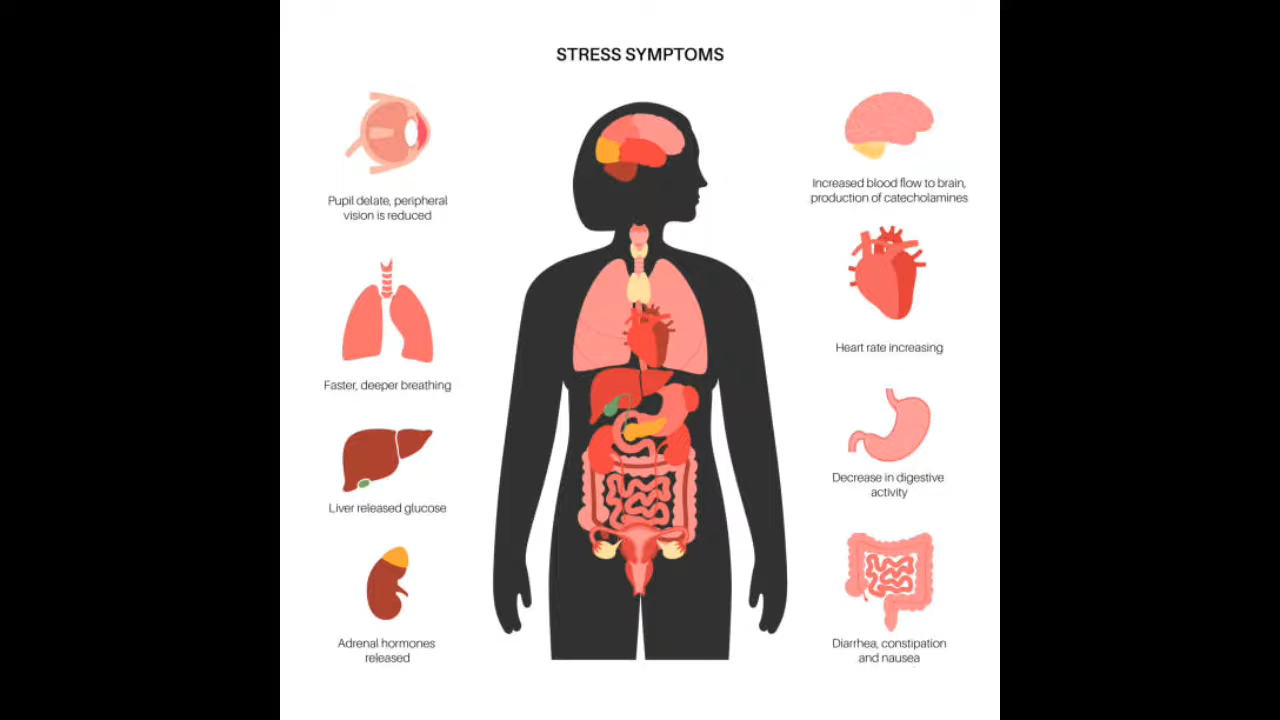 STRESS SYMPTOMS
Pupil delate, peripheral
vision is reduced
Faster, deeper breathing
Liver released glucose
Adrenal hormones
released
Increased blood flow to brain,
production of catecholamines
Heart rate increasing
Decrease in digestive
activity
Diarrhea, constipation
and nausea